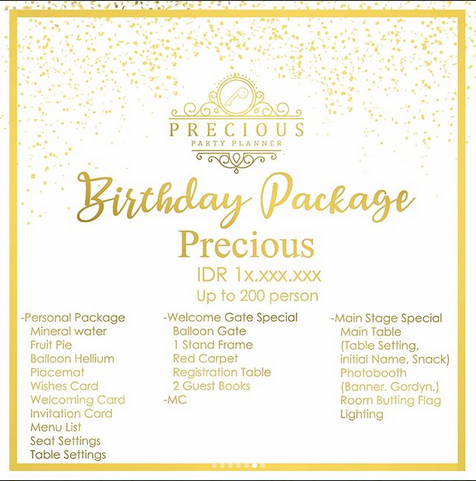 PRECIOUS
PARTY PLANNER
Birthday Package
Precious
IDR 1x.xxx.xxx
Up to 200 person
-Personal Package
Mineral water
Fruit Pie
Balloon Hellium
Placemat
Wishes Card
Welcoming Card
Invitation Card
Menu List
Seat Settings
Table Settings
-Welcome Gate Special
Balloon Gate
1 Stand Frame
Red Carpet
Registration Table
2 Guest Books
-MC
-Main Stage Special
Main Table
(Table Setting,
initial Name, Snack)
Photobooth
(Banner. Gordyn,)
Room Butting Flag
Lighting